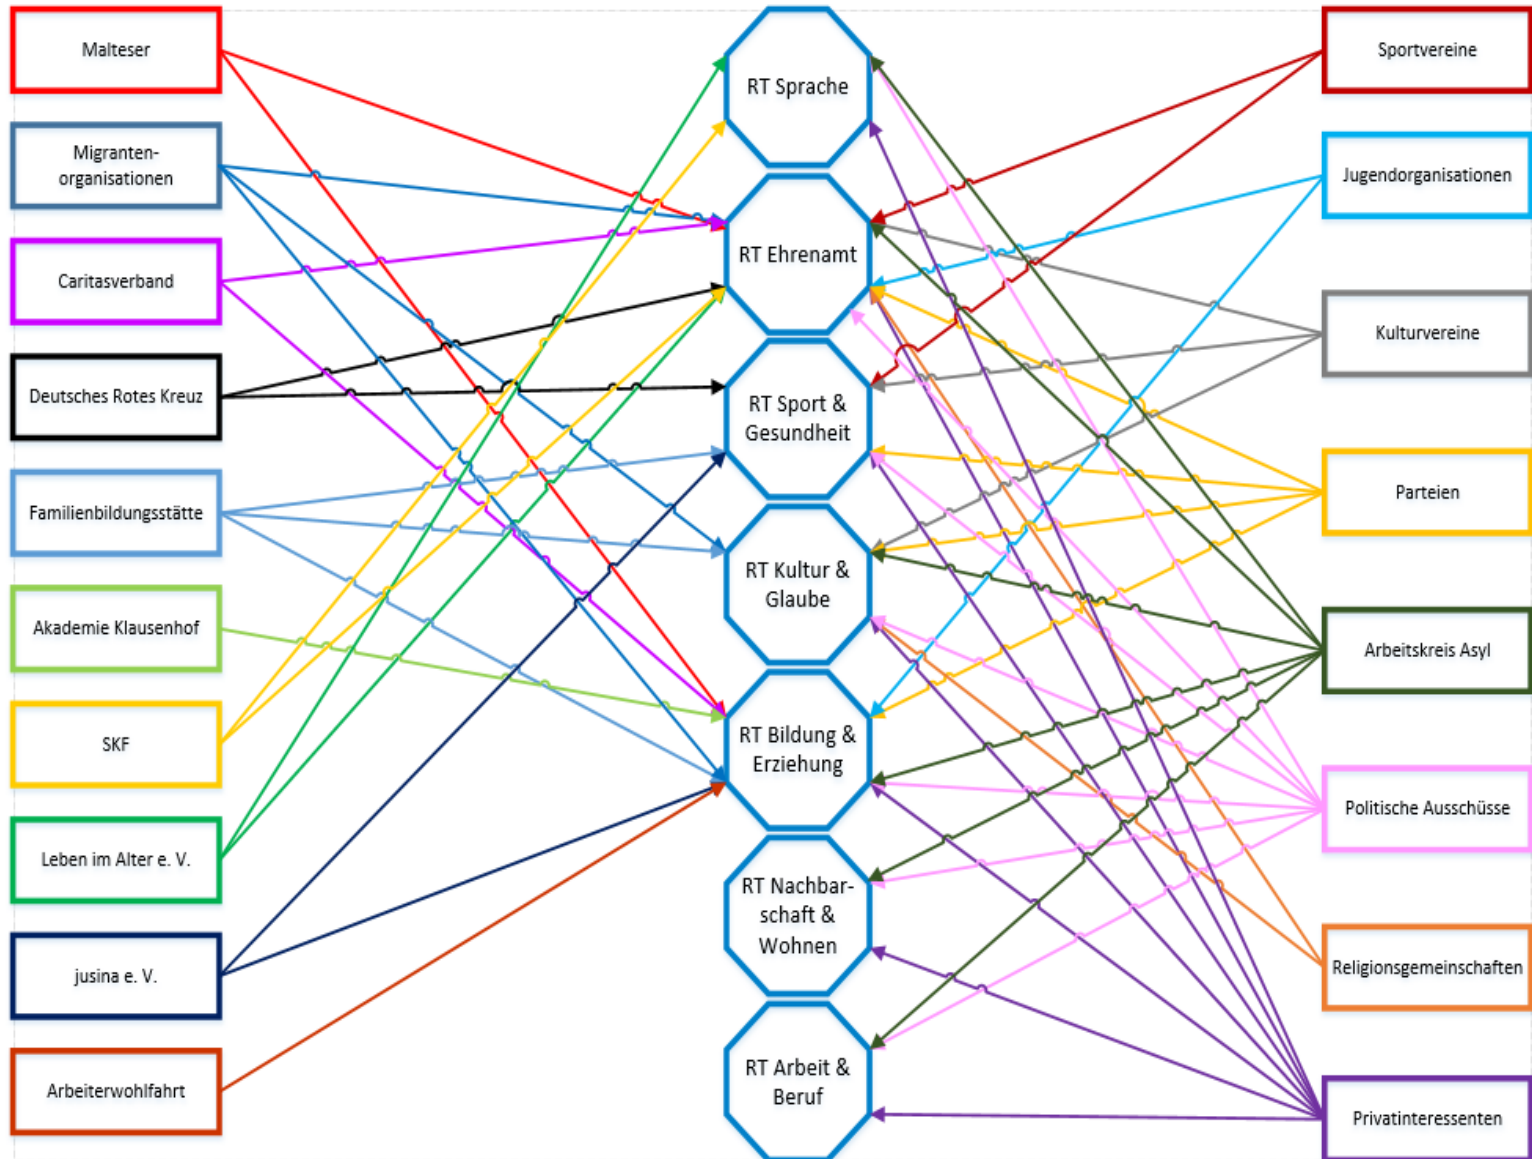 Malteser
Migranten-
organisationen
Caritasverband
Deutsches Rotes Kreuz
Familienbildungsstätte
Akademie Klausenhof
SKF
Leben im Alter e. V.
jusina e. V.
Arbeiterwohlfahrt
RT Sprache
RT Ehrenamt
RT Sport &
Gesundheit
RT Kultur &
Glaube
RT Bildung &
Erziehung
RT Nachbar-
schaft &
Wohnen
RT Arbeit &
Beruf
Sportvereine
Jugendorganisationen
Kulturvereine
Parteien
Arbeitskreis Asyl
Politische Ausschüsse
Religionsgemeinschaften
Privatinteressenten